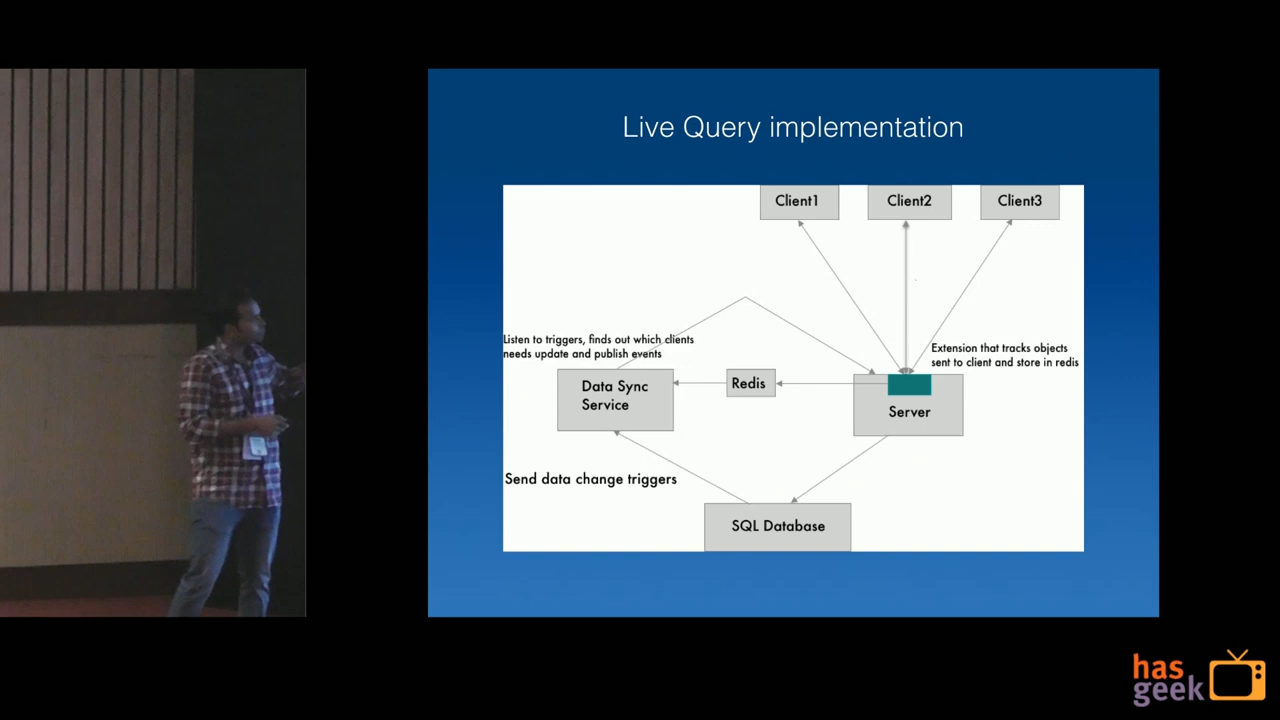 Live Query implementation
Client1
Client2
Client3
Listen to triggers, finds out which clients
needs update and publish events
Extension that tracks objects
sent to client and store in redis
Data Sync
Service
Redis
Server
Send data change triggers
SQL Database
has
geek